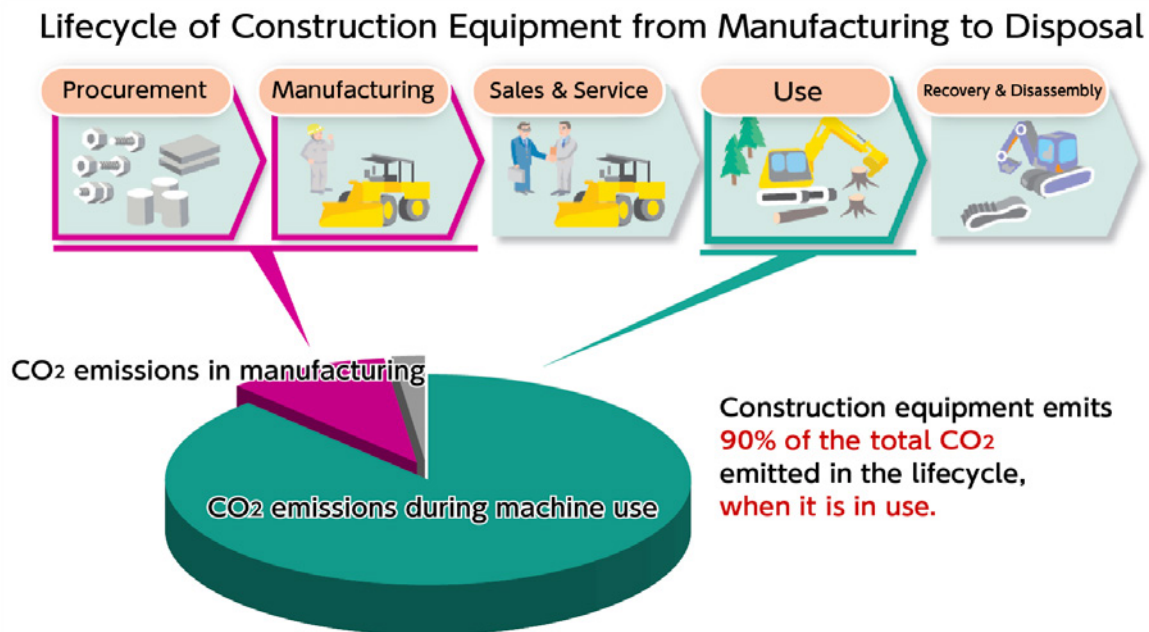 Lifecycle of Construction Equipment from Manufacturing to Disposal
Procurement
Manufacturing
Sales & Service
Use
Recovery & Disassembly
CO2 emissions in manufacturing
CO2 emissions during machine use
Construction equipment emits
90% of the total CO2
emitted in the lifecycle,
when it is in use.